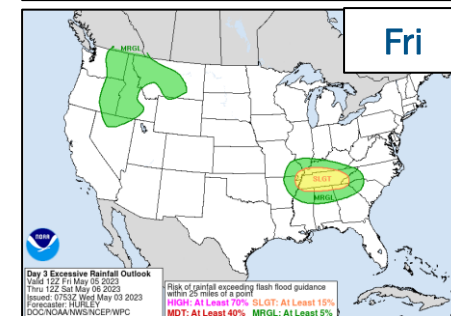 Fri
MRGL
SLGT
MRGL
NOAA
Day 3 Excessive Rainfall Outlook
Valid 12Z Fri May 05 2023
Thru 12Z Sat May 06 2023
Issued: 0753Z Wed May 03 2023
Forecaster: HURLEY
DOC/NOAA/NWS/NCEP/WPC
Risk of rainfall exceeding flash flood guidance
within 25 miles of a point
HIGH: At Least 70% SLGT: At Least 15%
MDT: At Least 40% MRGL: At Least 5%